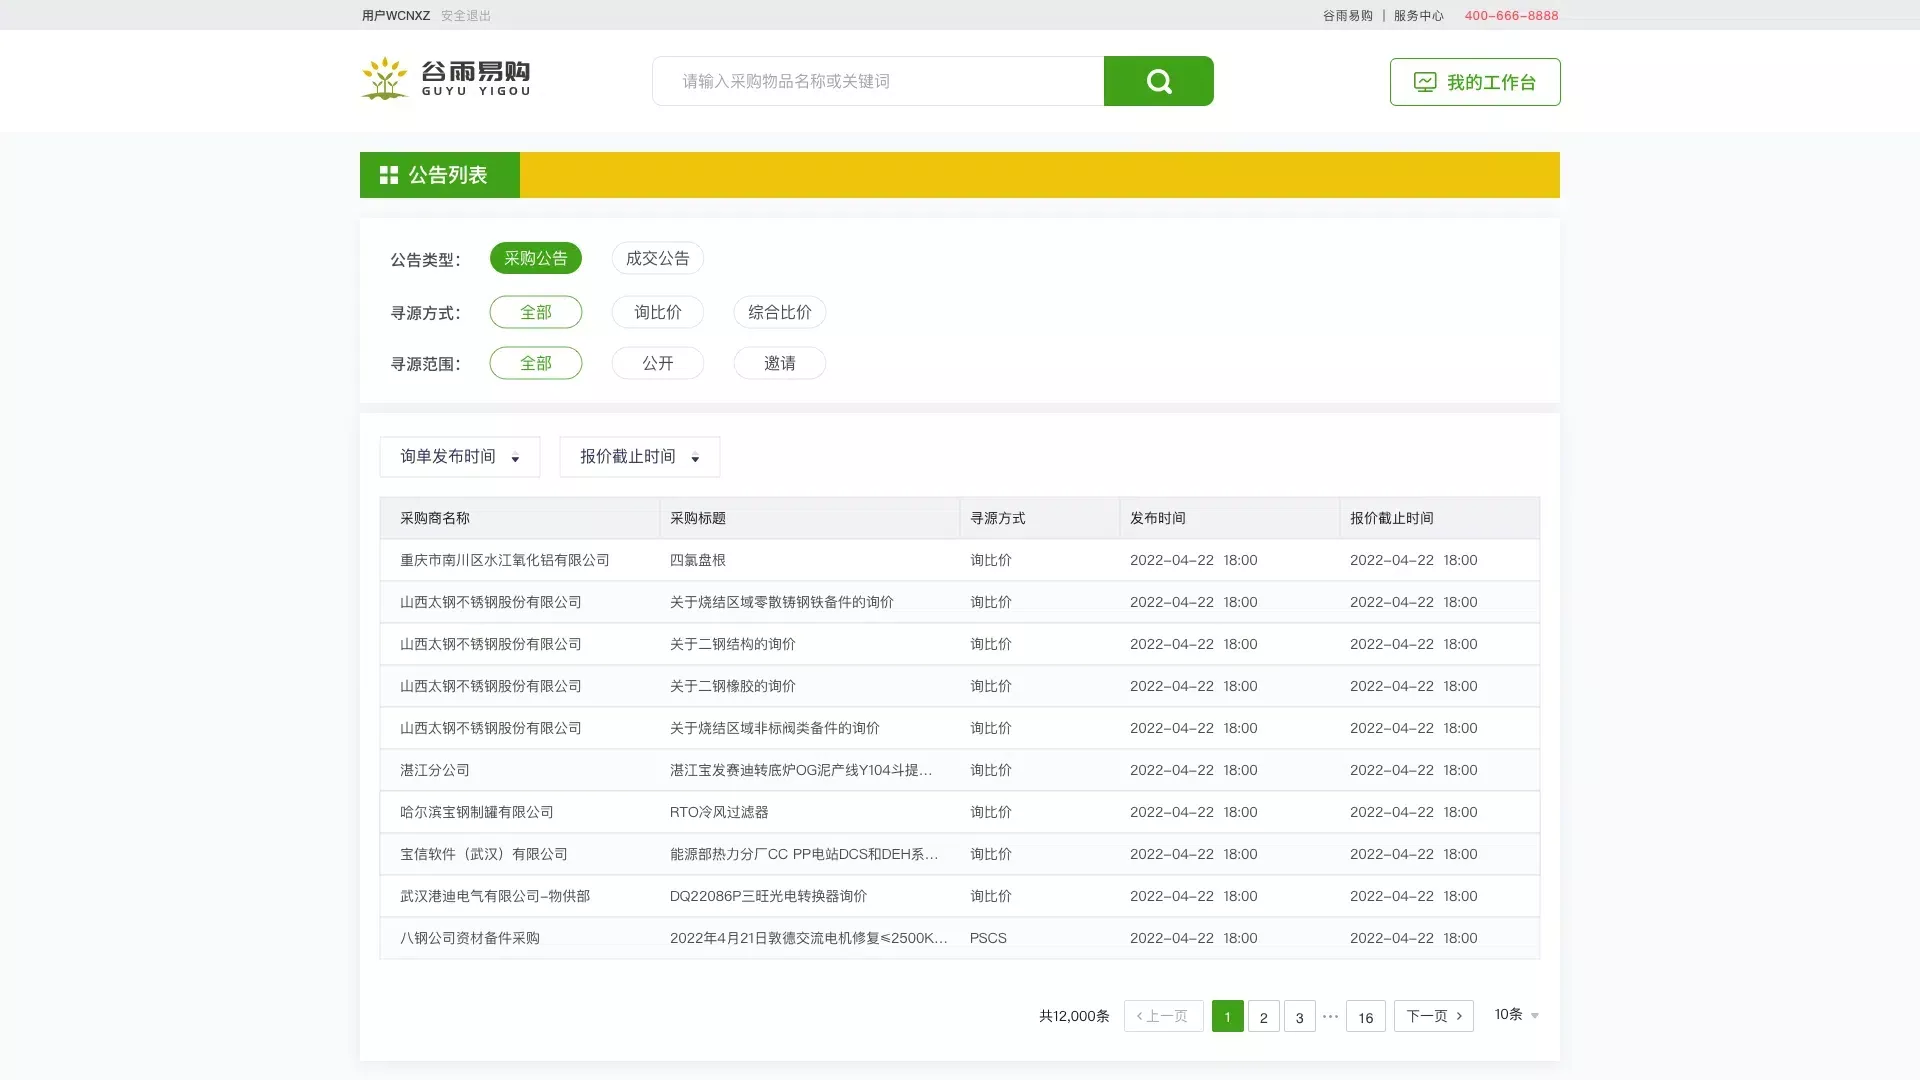 用户WCNXZ 安全退出 谷雨易购 | 服务中心 400-666-8888
谷雨易购
GUYU YIGOU
请输入采购物品名称或关键词
我的工作台
公告列表
公告类型： 采购公告 成交公告
寻源方式： 全部 询比价 综合比价
寻源范围： 全部 公开 邀请
询单发布时间 报价截止时间
采购商名称 采购标题 寻源方式 发布时间 报价截止时间
重庆市南川区水江氧化铝有限公司 四氯盘根 询比价 2022-04-22 18:00 2022-04-22 18:00
山西太钢不锈钢股份有限公司 关于烧结区域零散铸钢铁备件的询价 询比价 2022-04-22 18:00 2022-04-22 18:00
山西太钢不锈钢股份有限公司 关于二钢结构的询价 询比价 2022-04-22 18:00 2022-04-22 18:00
山西太钢不锈钢股份有限公司 关于二钢橡胶的询价 询比价 2022-04-22 18:00 2022-04-22 18:00
山西太钢不锈钢股份有限公司 关于烧结区域非标阀类备件的询价 询比价 2022-04-22 18:00 2022-04-22 18:00
湛江分公司 湛江宝发赛迪转底炉OG泥产线Y104斗提... 询比价 2022-04-22 18:00 2022-04-22 18:00
哈尔滨宝钢制罐有限公司 RTO冷风过滤器 询比价 2022-04-22 18:00 2022-04-22 18:00
宝信软件（武汉）有限公司 能源部热力分厂CC PP电站DCS和DEH系... 询比价 2022-04-22 18:00 2022-04-22 18:00
武汉港迪电气有限公司-物供部 DQ22086P三旺光电转换器询价 询比价 2022-04-22 18:00 2022-04-22 18:00
八钢公司资材备件采购 2022年4月21日敦德交流电机修复≤2500K... PSCS 2022-04-22 18:00 2022-04-22 18:00
共12,000条 上一页 1 2 3 ··· 16 下一页 10条